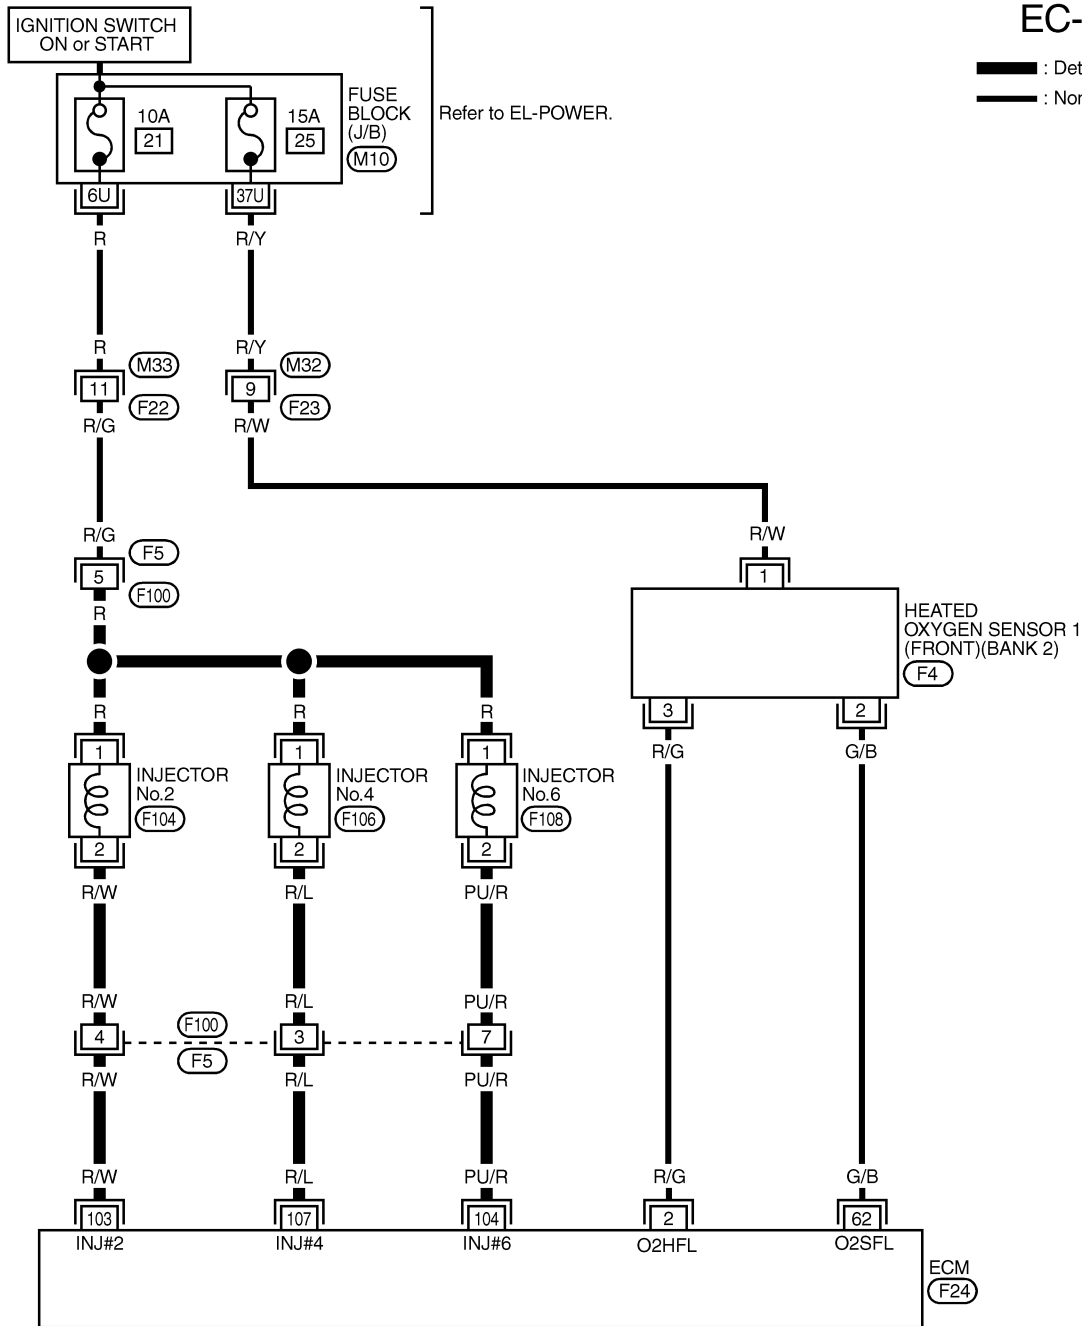 IGNITION SWITCH
ON or START
EC-
: Det
: Nor
10A
21
15A
25
FUSE
BLOCK
(J/B)
M10
Refer to EL-POWER.
6U
37U
R
R/Y
R
R/Y
M33
M32
11
9
F22
F23
R/G
R/W
R/G
F5
R/W
5
1
F100
R
HEATED
OXYGEN SENSOR 1
(FRONT)(BANK 2)
F4
R
R
R
3
2
1
1
1
R/G
G/B
INJECTOR
No.2
F104
INJECTOR
No.4
F106
INJECTOR
No.6
F108
2
2
2
R/W
R/L
PU/R
R/W
R/L
PU/R
4
F100
3
7
F5
R/W
R/L
PU/R
R/W
R/L
PU/R
R/G
G/B
103
107
104
2
62
INJ#2
INJ#4
INJ#6
O2HFL
O2SFL
ECM
F24